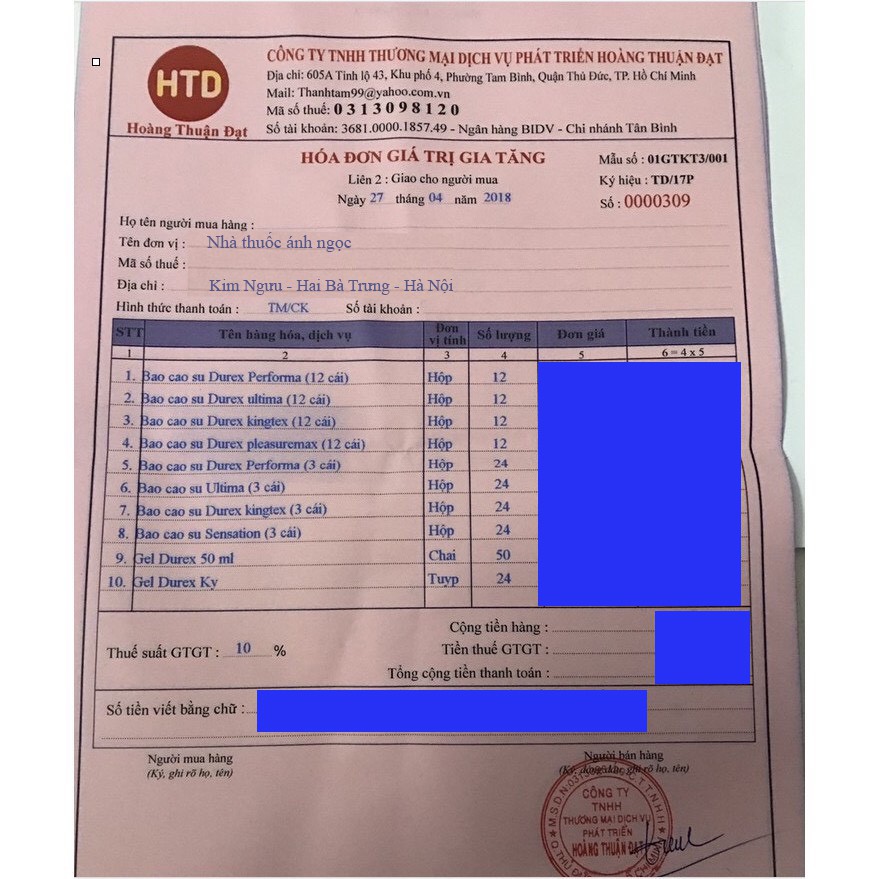 HTD
Hoàng Thuận Đạt
CÔNG TY TNHH THƯƠNG MẠI DỊCH VỤ PHÁT TRIỂN HOÀNG THUẬN ĐẠT
Địa chỉ: 605A Tỉnh lộ 43, Khu phố 4, Phường Tam Bình, Quận Thủ Đức, TP. Hồ Chí Minh
Mail: Thanhtam99@yahoo.com.vn
Mã số thuế: 0313098120
Số tài khoản: 3681.0000.1857.49 - Ngân hàng BIDV - Chi nhánh Tân Bình
HÓA ĐƠN GIÁ TRỊ GIA TĂNG
Liên 2 : Giao cho người mua
Ngày 27 tháng 04 năm 2018
Mẫu số : 01GTKT3/001
Ký hiệu : TD/17P
Số : 0000309
Họ tên người mua hàng :
Tên đơn vị : Nhà thuốc ánh ngọc
Mã số thuế :
Địa chỉ : Kim Ngưu - Hai Bà Trưng - Hà Nội
Hình thức thanh toán : TM/CK Số tài khoản :
STT Tên hàng hóa, dịch vụ Đơn vị tính Số lượng Đơn giá Thành tiền
1 2 3 4 5 6 = 4 x 5
1. Bao cao su Durex Performa (12 cái) Hộp 12
2. Bao cao su Durex ultima (12 cái) Hộp 12
3. Bao cao su Durex kingtex (12 cái) Hộp 12
4. Bao cao su Durex pleasuremax (12 cái) Hộp 12
5. Bao cao su Durex Performa (3 cái) Hộp 24
6. Bao cao su Ultima (3 cái) Hộp 24
7. Bao cao su Durex kingtex (3 cái) Hộp 24
8. Bao cao su Sensation (3 cái) Hộp 24
9. Gel Durex 50 ml Chai 50
10. Gel Durex Ky Tuyp 24
Cộng tiền hàng :
Thuế suất GTGT : 10 % Tiền thuế GTGT :
Tổng cộng tiền thanh toán :
Số tiền viết bằng chữ :
Người mua hàng
(Ký, ghi rõ họ, tên)
Người bán hàng
(Ký, đóng dấu, ghi rõ họ, tên)
CÔNG TY
TNHH
THƯƠNG MẠI DỊCH VỤ
PHÁT TRIỂN
HOÀNG THUẬN ĐẠT